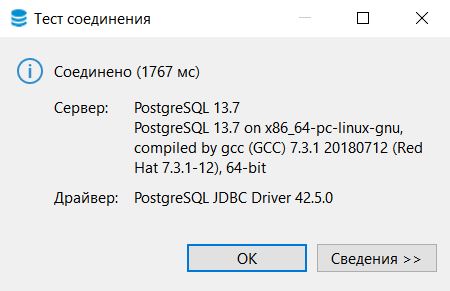 Тест соединения
Соединено (1767 мс)
Сервер: PostgreSQL 13.7
PostgreSQL 13.7 on x86_64-pc-linux-gnu,
compiled by gcc (GCC) 7.3.1 20180712 (Red
Hat 7.3.1-12), 64-bit
Драйвер: PostgreSQL JDBC Driver 42.5.0
ОК
Сведения >>